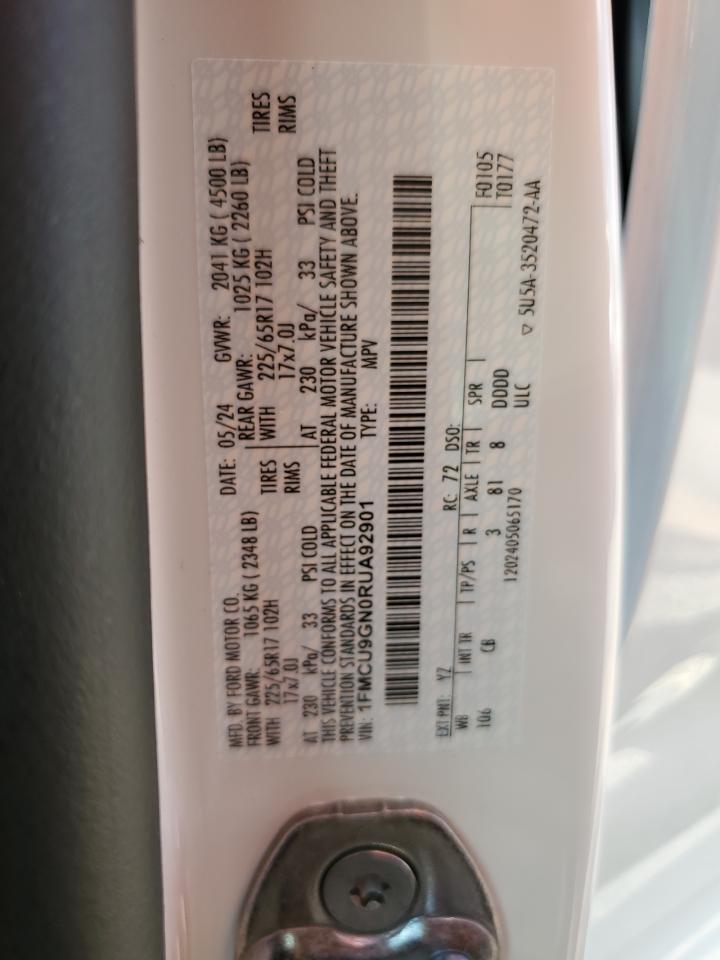 MFD. BY FORD MOTOR CO.
DATE: 05/24 GVWR: 2041 KG ( 4500 LB)
FRONT GAWR: 1065 KG ( 2348 LB) REAR GAWR: 1025 KG ( 2260 LB)
WITH 225/65R17 102H TIRES WITH 225/65R17 102H TIRES
17x7.0J RIMS 17x7.0J RIMS
AT 230 kPa/ 33 PSI COLD AT 230 kPa/ 33 PSI COLD
THIS VEHICLE CONFORMS TO ALL APPLICABLE FEDERAL MOTOR VEHICLE SAFETY AND THEFT
PREVENTION STANDARDS IN EFFECT ON THE DATE OF MANUFACTURE SHOWN ABOVE.
VIN: 1FMCU9GN0RUA92901 TYPE: MPV
EXT PNT: YZ RC: 72 DSO:
WB INT TR TP/PS R AXLE TR SPR F0105
106 CB 3 81 8 DDDD T0177
1202405065170 ULC
▽ 5U5A-3520472-AA